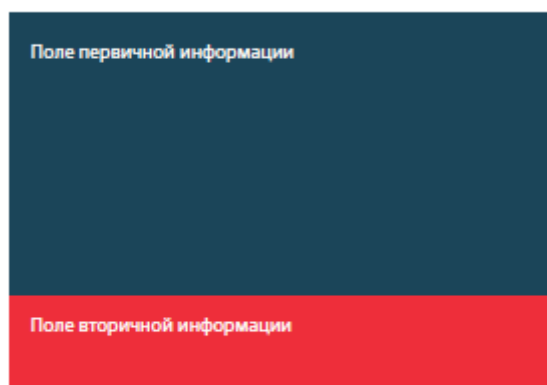 Поле первичной информации
Поле вторичной информации